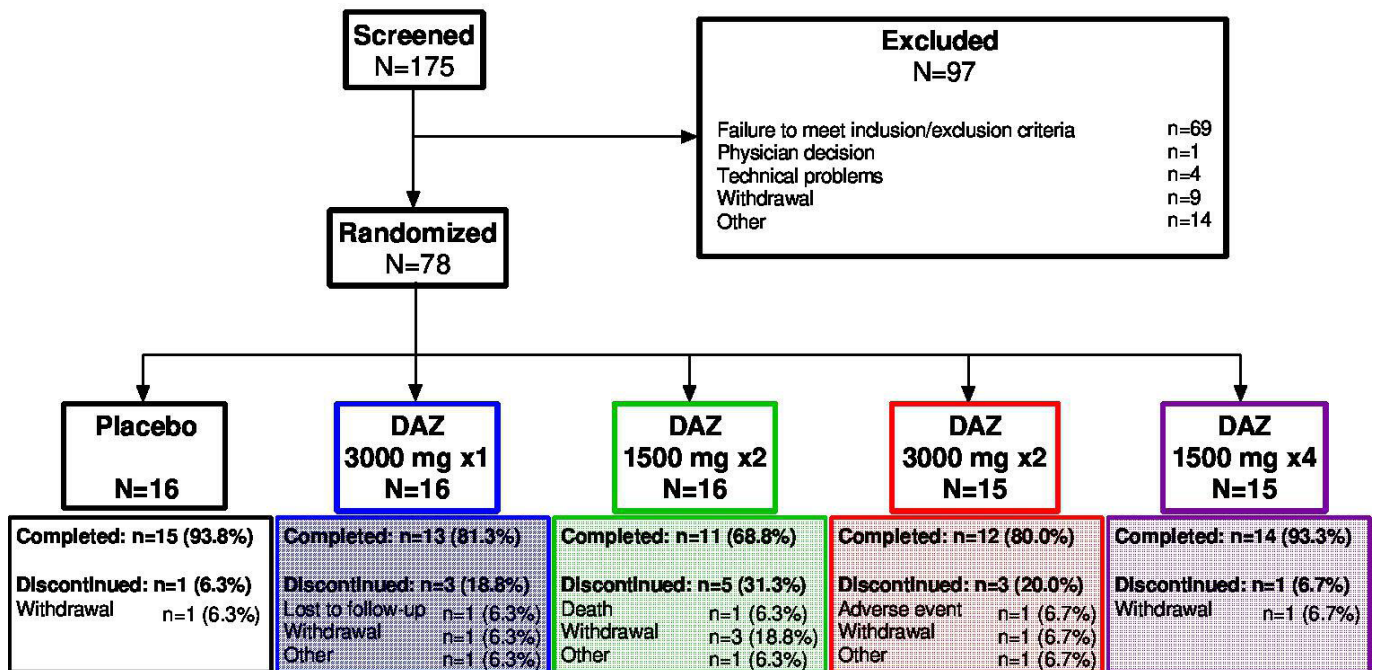 Screened
N=175
Excluded
N=97
Failure to meet inclusion/exclusion criteria n=69
Physician decision n=1
Technical problems n=4
Withdrawal n=9
Other n=14
Randomized
N=78
Placebo
N=16
Completed: n=15 (93.8%)
Discontinued: n=1 (6.3%)
Withdrawal n=1 (6.3%)
DAZ
3000 mg x1
N=16
Completed: n=13 (81.3%)
Discontinued: n=3 (18.8%)
Lost to follow-up n=1 (6.3%)
Withdrawal n=1 (6.3%)
Other n=1 (6.3%)
DAZ
1500 mg x2
N=16
Completed: n=11 (68.8%)
Discontinued: n=5 (31.3%)
Death n=1 (6.3%)
Withdrawal n=3 (18.8%)
Other n=1 (6.3%)
DAZ
3000 mg x2
N=15
Completed: n=12 (80.0%)
Discontinued: n=3 (20.0%)
Adverse event n=1 (6.7%)
Withdrawal n=1 (6.7%)
Other n=1 (6.7%)
DAZ
1500 mg x4
N=15
Completed: n=14 (93.3%)
Discontinued: n=1 (6.7%)
Withdrawal n=1 (6.7%)